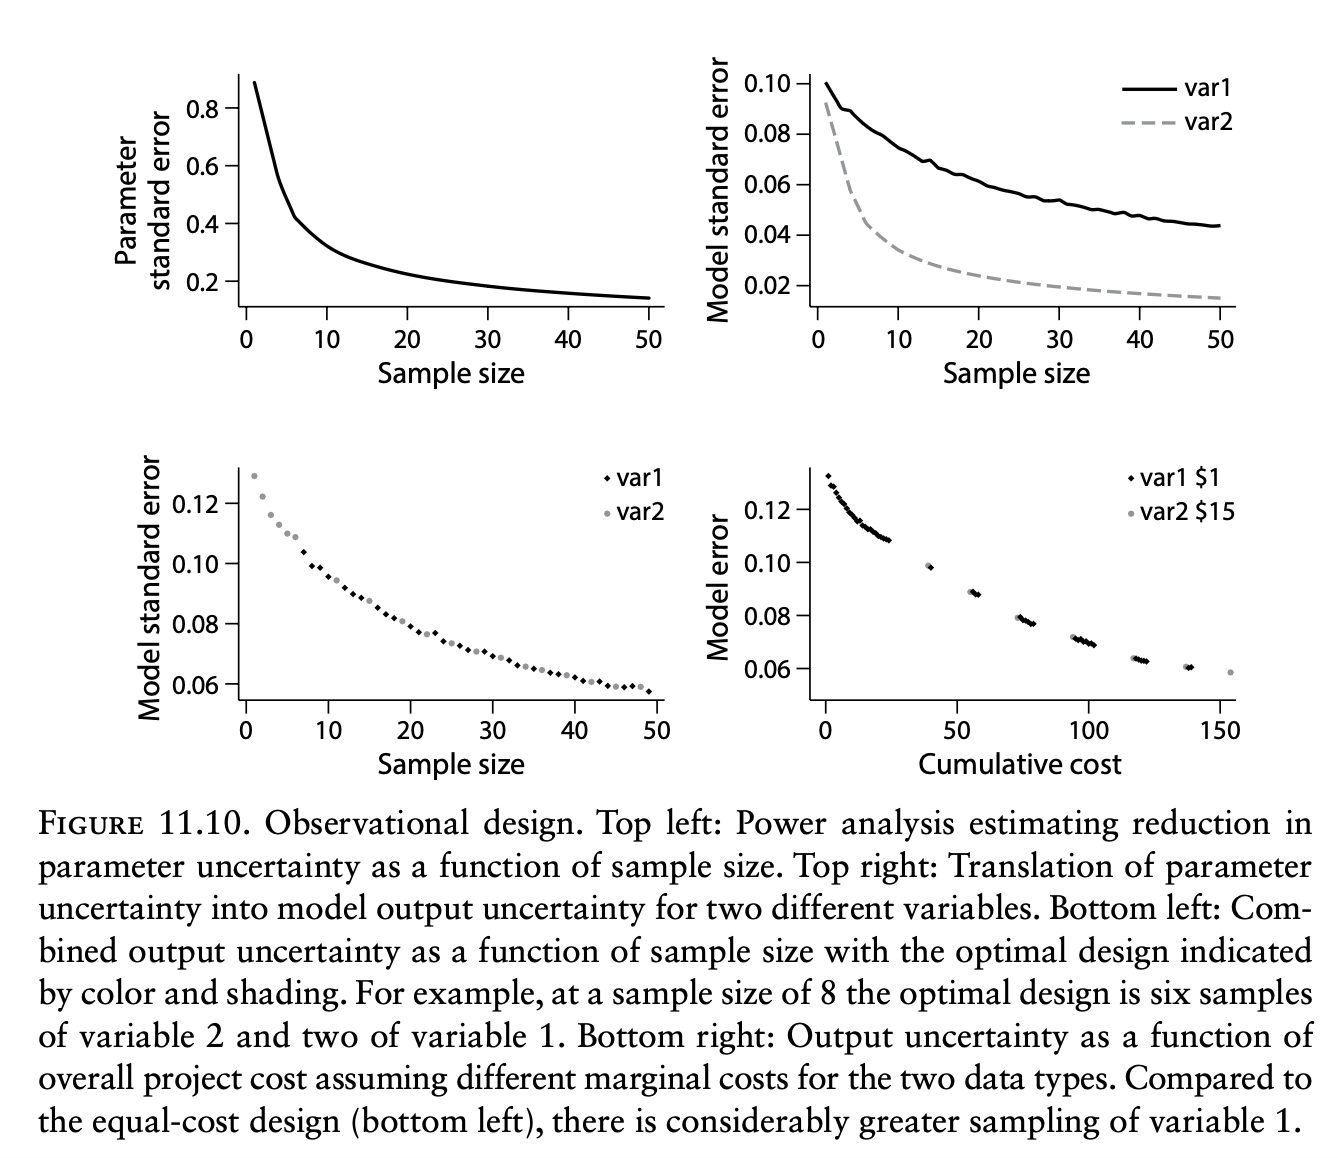 Parameter
standard error
0.8
0.6
0.4
0.2
0 10 20 30 40 50
Sample size
Model standard error
0.10
0.08
0.06
0.04
0.02
var1
var2
0 10 20 30 40 50
Sample size
Model standard error
0.12
0.10
0.08
0.06
var1
var2
0 10 20 30 40 50
Sample size
Model error
0.12
0.10
0.08
0.06
var1 $1
var2 $15
0 50 100 150
Cumulative cost
FIGURE 11.10. Observational design. Top left: Power analysis estimating reduction in
parameter uncertainty as a function of sample size. Top right: Translation of parameter
uncertainty into model output uncertainty for two different variables. Bottom left: Com-
bined output uncertainty as a function of sample size with the optimal design indicated
by color and shading. For example, at a sample size of 8 the optimal design is six samples
of variable 2 and two of variable 1. Bottom right: Output uncertainty as a function of
overall project cost assuming different marginal costs for the two data types. Compared to
the equal-cost design (bottom left), there is considerably greater sampling of variable 1.